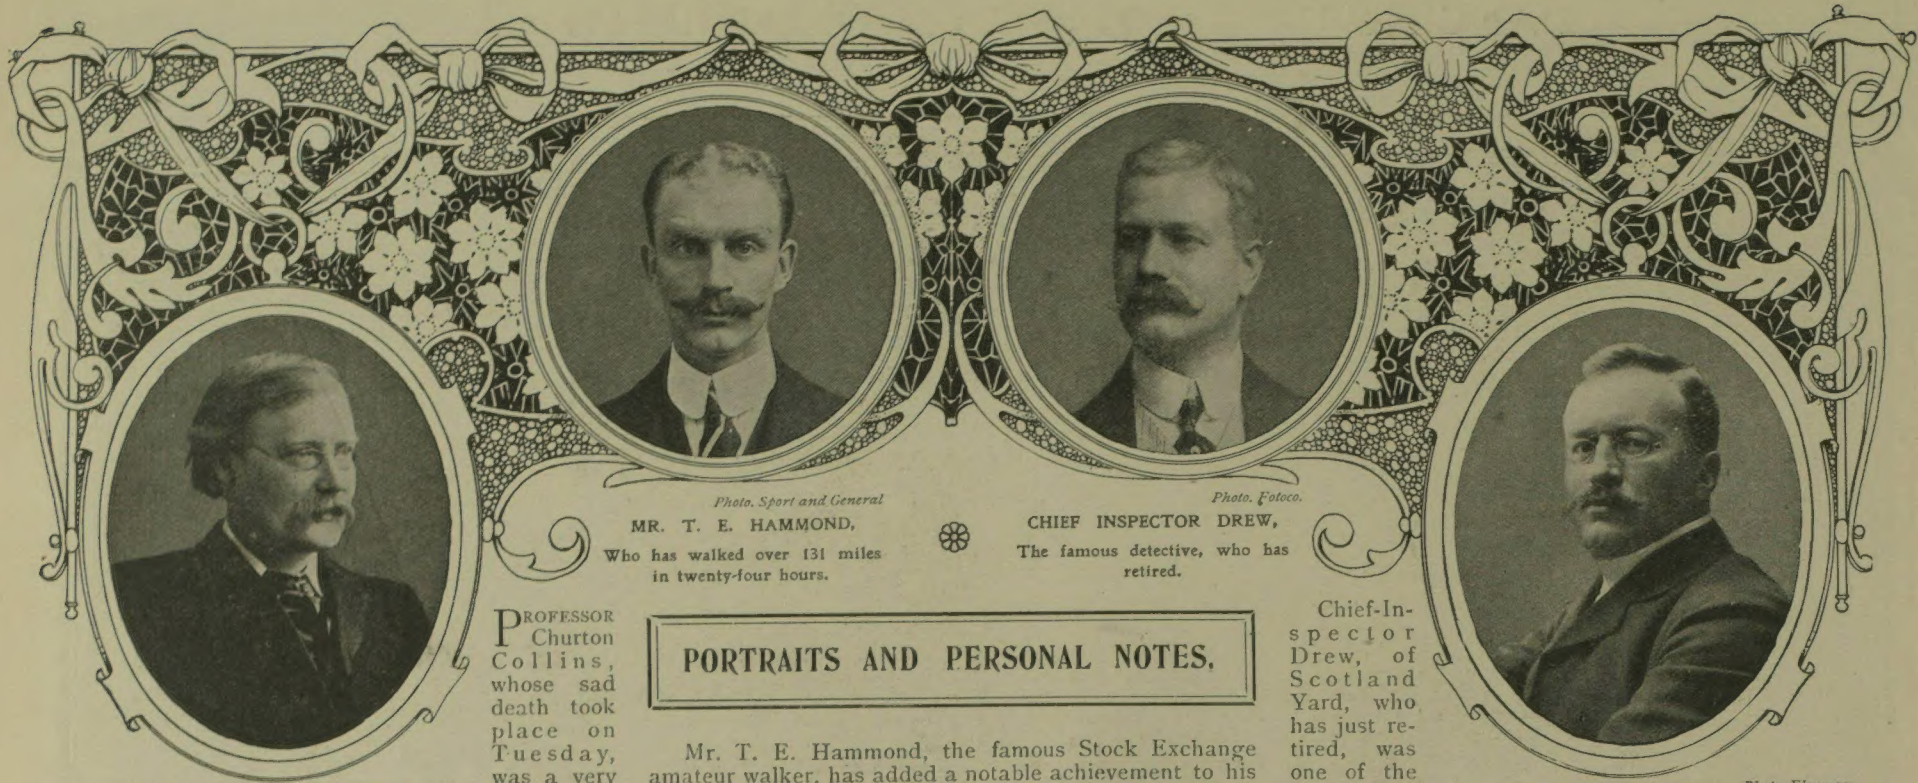 Photo. Sport and General
MR. T. E. HAMMOND,
Who has walked over 131 miles
in twenty-four hours.
Photo. Fotoco.
CHIEF INSPECTOR DREW,
The famous detective, who has
retired.
PROFESSOR
Churton
Collins,
whose sad
death took
place on
Tuesday,
was a very
PORTRAITS AND PERSONAL NOTES.
Mr. T. E. Hammond, the famous Stock Exchange
amateur walker, has added a notable achievement to his
Chief-In-
spector
Drew, of
Scotland
Yard, who
has just re-
tired, was
one of the